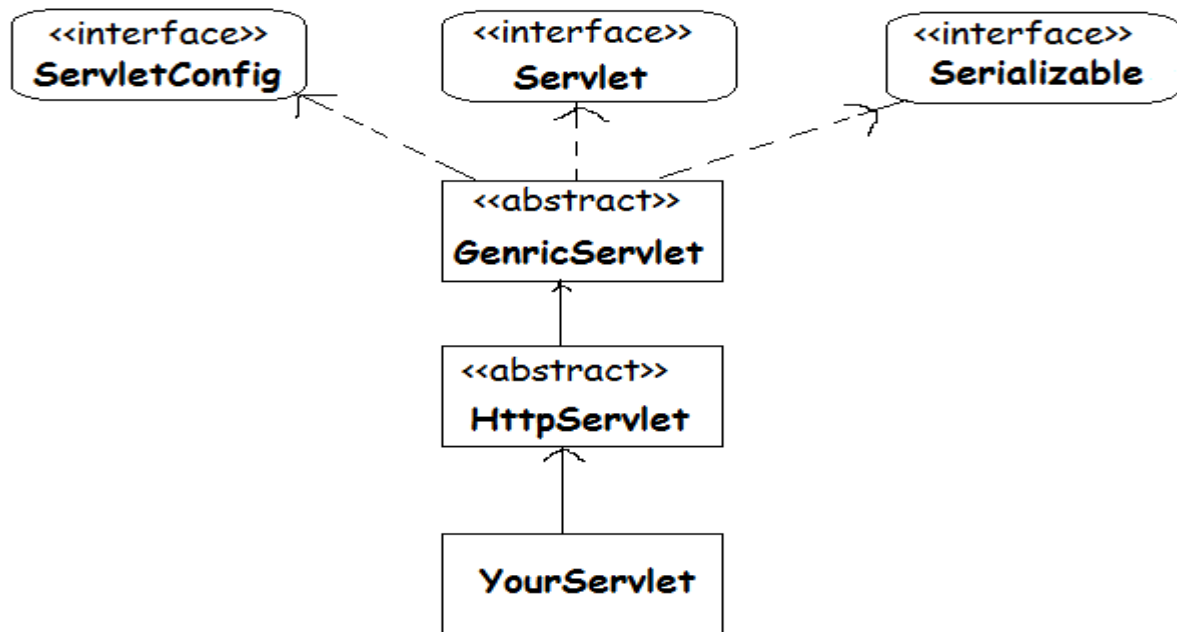 <<interface>>
ServletConfig
<<interface>>
Servlet
<<interface>>
Serializable
<<abstract>>
GenricServlet
<<abstract>>
HttpServlet
YourServlet